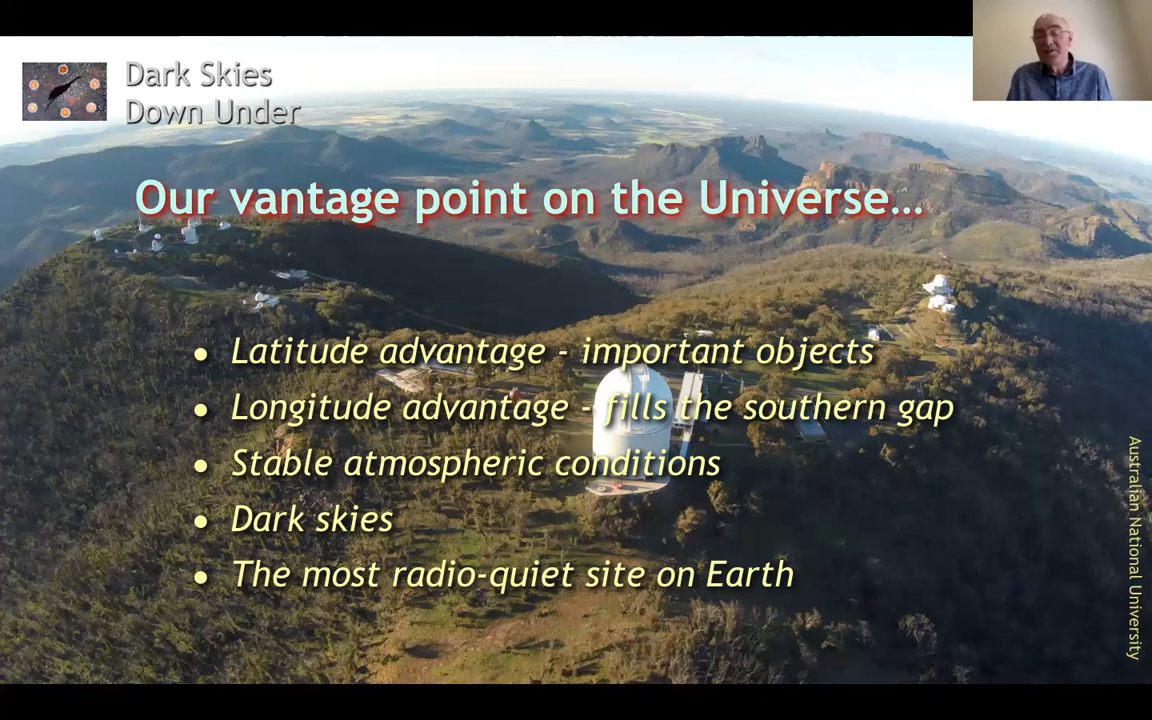 Dark Skies
Down Under
Our vantage point on the Universe...
• Latitude advantage - important objects
• Longitude advantage - fills the southern gap
• Stable atmospheric conditions
• Dark skies
• The most radio-quiet site on Earth
Australian National University